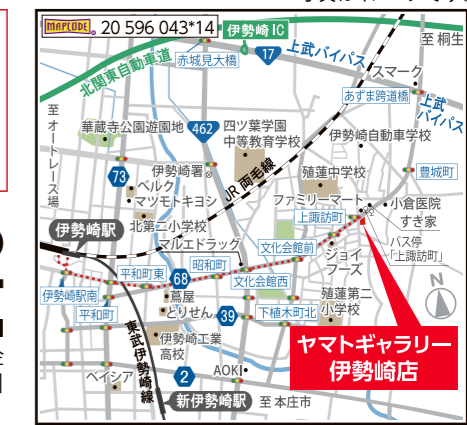 MAPCODE 20 596 043*14
伊勢崎IC
至 桐生
北関東自動車道
赤城見大橋
17
上武バイパス
スマーク
あずま跨道橋
上武
バイパス
至オートレース場
華蔵寺公園遊園地
462
四ツ葉学園
中等教育学校
伊勢崎自動車学校
73
伊勢崎署
JR 両毛線
殖蓮中学校
豊城町
ベルク
マツモトキヨシ
ファミリーマート
小倉医院
すき家
上諏訪町
北第二小学校
伊勢崎駅
マルエドラッグ
文化会館前
バス停
「上諏訪町」
昭和町
ジョイ
フーズ
平和町東
68
文化会館西
伊勢崎駅南
蔦屋
とりせん
39
下植木町北
殖蓮第二
小学校
平和町
東武伊勢崎線
伊勢崎工業
高校
N
ヤマトギャラリー
伊勢崎店
ベイシア
2
AOKI
新伊勢崎駅
至 本庄市